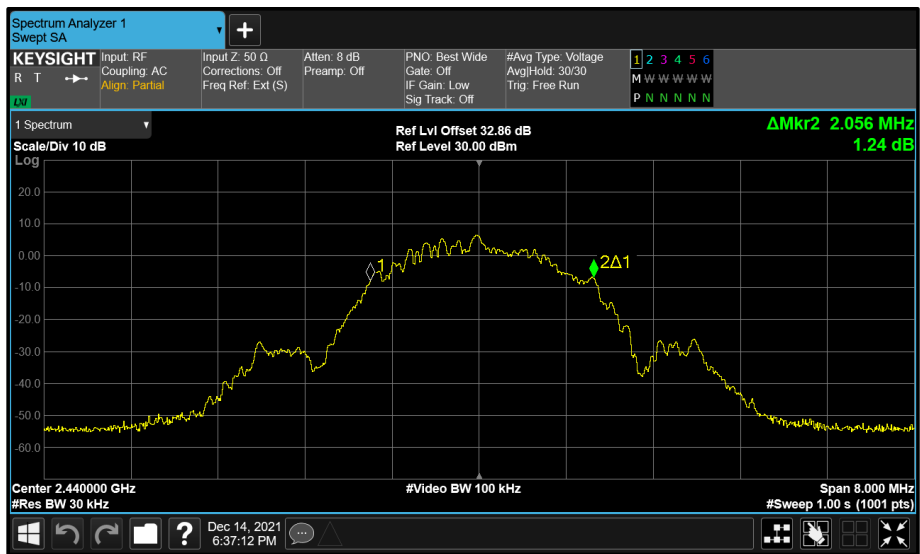 Spectrum Analyzer 1
Swept SA
+
KEYSIGHT
R T
LXI
Input: RF
Coupling: AC
Align: Partial
Input Z: 50 Ω
Corrections: Off
Freq Ref: Ext (S)
Atten: 8 dB
Preamp: Off
PNO: Best Wide
Gate: Off
IF Gain: Low
Sig Track: Off
#Avg Type: Voltage
Avg|Hold: 30/30
Trig: Free Run
1 2 3 4 5 6
M W W W W W
P N N N N N
1 Spectrum
Scale/Div 10 dB
Ref Lvl Offset 32.86 dB
Ref Level 30.00 dBm
ΔMkr2 2.056 MHz
1.24 dB
Log
20.0
10.0
0.00
-10.0
-20.0
-30.0
-40.0
-50.0
-60.0
1
2Δ1
Center 2.440000 GHz
#Video BW 100 kHz
Span 8.000 MHz
#Res BW 30 kHz
#Sweep 1.00 s (1001 pts)
?
Dec 14, 2021
6:37:12 PM